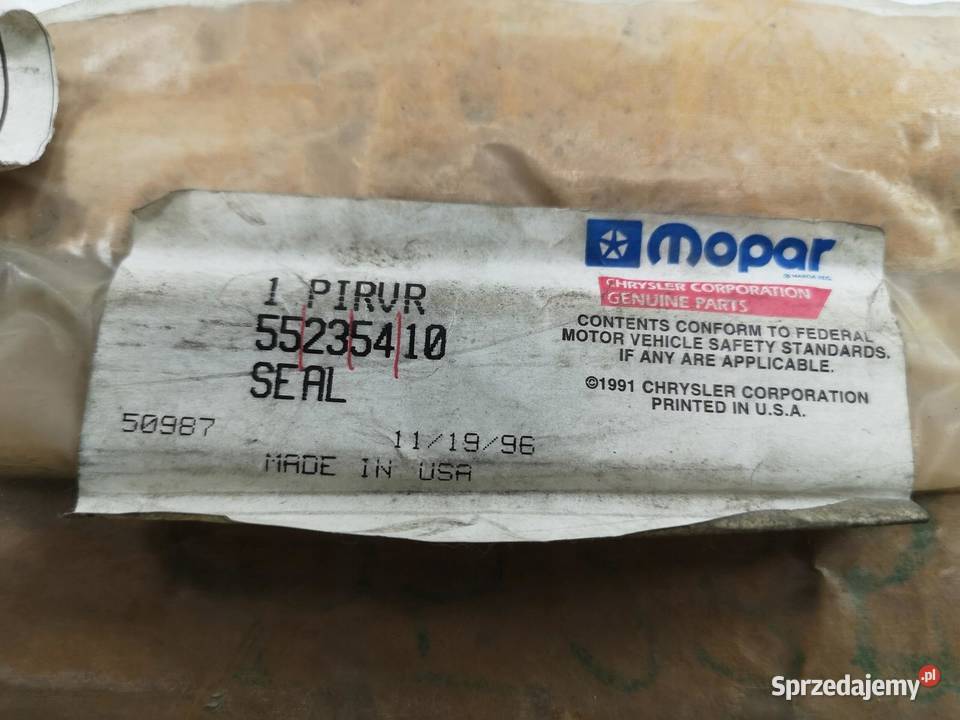 1 PIRVR
55235410
SEAL
50987
11/19/96
MADE IN USA
Mopar
CHRYSLER CORPORATION
GENUINE PARTS
CONTENTS CONFORM TO FEDERAL
MOTOR VEHICLE SAFETY STANDARDS.
IF ANY ARE APPLICABLE.
©1991 CHRYSLER CORPORATION
PRINTED IN U.S.A.
Sprzedajemy.pl